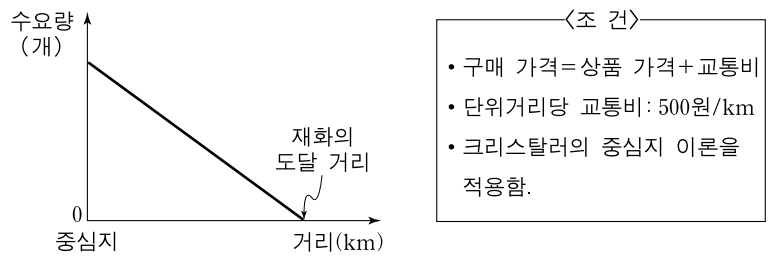 수요량
(개)
재화의
도달 거리
0
중심지
거리(km)
〈조 건〉
• 구매 가격=상품 가격+교통비
• 단위거리당 교통비: 500원/km
• 크리스탈러의 중심지 이론을
적용함.